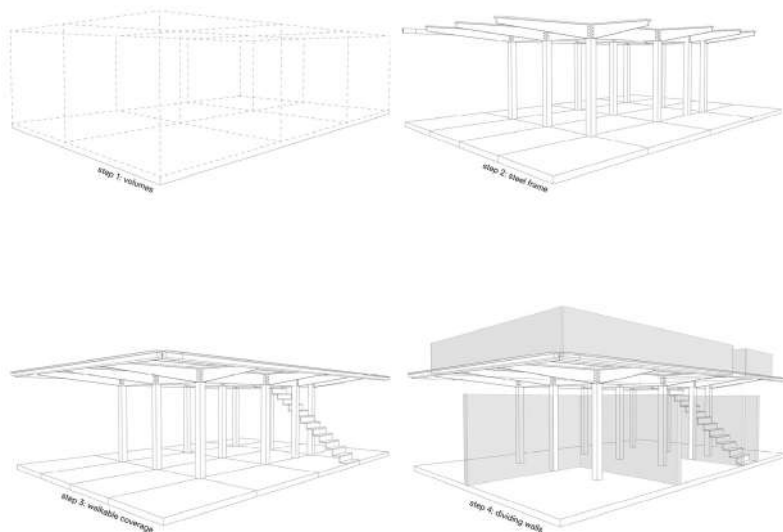 step 1: volumes
step 2: steel frame
step 3: walkable coverage
step 4: dividing walls